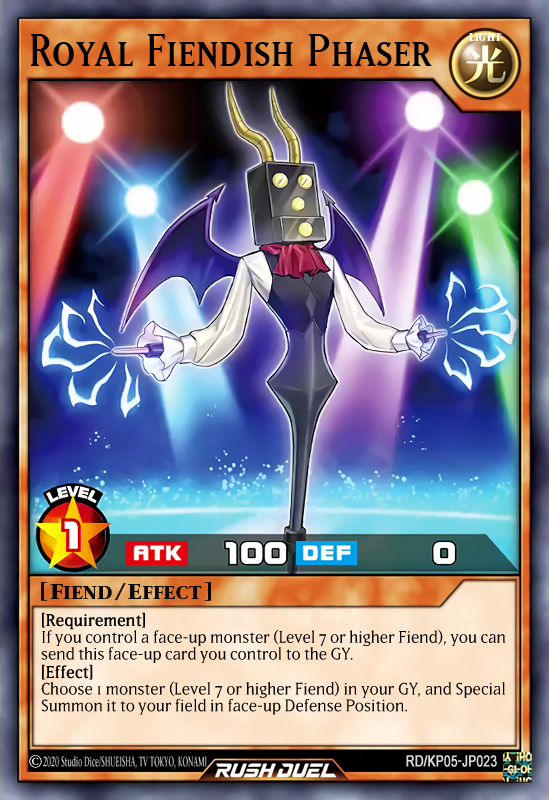 ROYAL FIENDISH PHASER
LIGHT
光
LEVEL
1
ATK 100 DEF 0
[FIEND/EFFECT]
[Requirement]
If you control a face-up monster (Level 7 or higher Fiend), you can
send this face-up card you control to the GY.
[Effect]
Choose 1 monster (Level 7 or higher Fiend) in your GY, and Special
Summon it to your field in face-up Defense Position.
©2020 Studio Dice/SHUEISHA, TV TOKYO, KONAMI
RUSH DUEL
RD/KP05-JP023